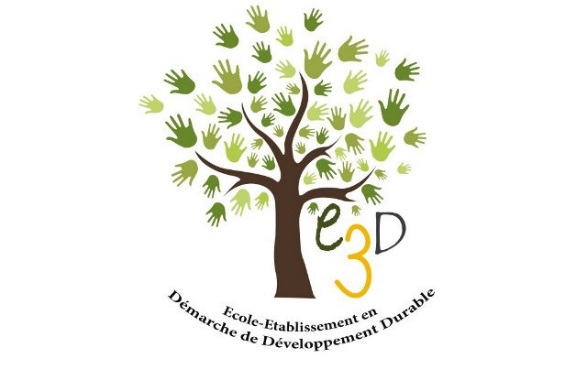 e3D
Ecole-Etablissement en
Démarche de Développement Durable